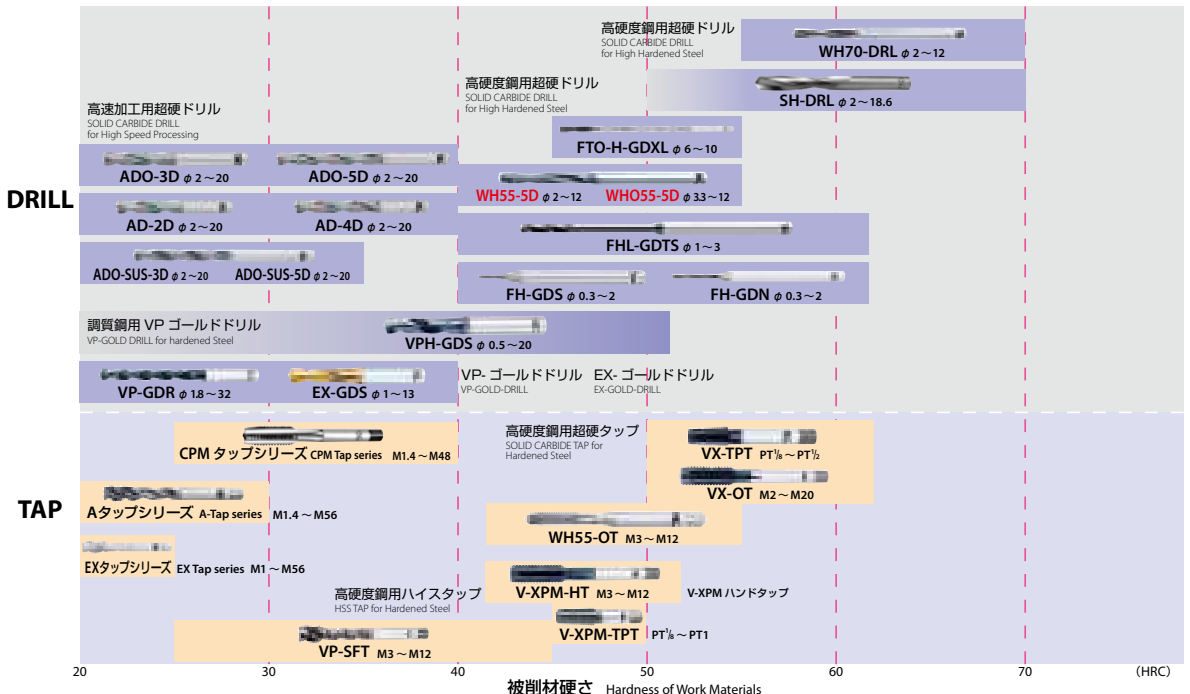 DRILL
高硬度鋼用超硬ドリル
SOLID CARBIDE DRILL
for High Hardened Steel
WH70-DRL φ 2～12
SH-DRL φ 2～18.6
高硬度鋼用超硬ドリル
SOLID CARBIDE DRILL
for High Hardened Steel
高速加工用超硬ドリル
SOLID CARBIDE DRILL
for High Speed Processing
FTO-H-GDXL φ 6～10
ADO-3D φ 2～20 ADO-5D φ 2～20
WH55-5D φ 2～12 WHO55-5D φ 3.3～12
AD-2D φ 2～20 AD-4D φ 2～20
FHL-GDTS φ 1～3
ADO-SUS-3D φ 2～20 ADO-SUS-5D φ 2～20
FH-GDS φ 0.3～2 FH-GDN φ 0.3～2
調質鋼用 VP ゴールドドリル
VP-GOLD DRILL for hardened Steel
VPH-GDS φ 0.5～20
VP-GDR φ 1.8～32 EX-GDS φ 1～13
VP- ゴールドドリル EX- ゴールドドリル
VP-GOLD-DRILL EX-GOLD-DRILL
TAP
CPM タップシリーズ CPM Tap series M1.4～M48
高硬度鋼用超硬タップ
SOLID CARBIDE TAP for
Hardened Steel
VX-TPT PT⅛～PT½
VX-OT M2～M20
Aタップシリーズ A-Tap series M1.4～M56
WH55-OT M3～M12
EXタップシリーズ EX Tap series M1～M56
高硬度鋼用ハイスタップ
HSS TAP for Hardened Steel
V-XPM-HT M3～M12 V-XPM ハンドタップ
V-XPM-TPT PT⅛～PT1
VP-SFT M3～M12
20 30 40 50 60 70 (HRC)
被削材硬さ Hardness of Work Materials